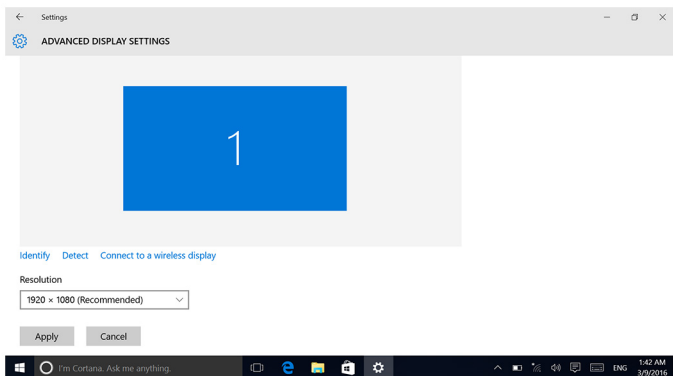 Settings
ADVANCED DISPLAY SETTINGS
1
Identify Detect Connect to a wireless display
Resolution
1920 × 1080 (Recommended)
Apply Cancel
I'm Cortana. Ask me anything.
ENG
1:42 AM
3/9/2016